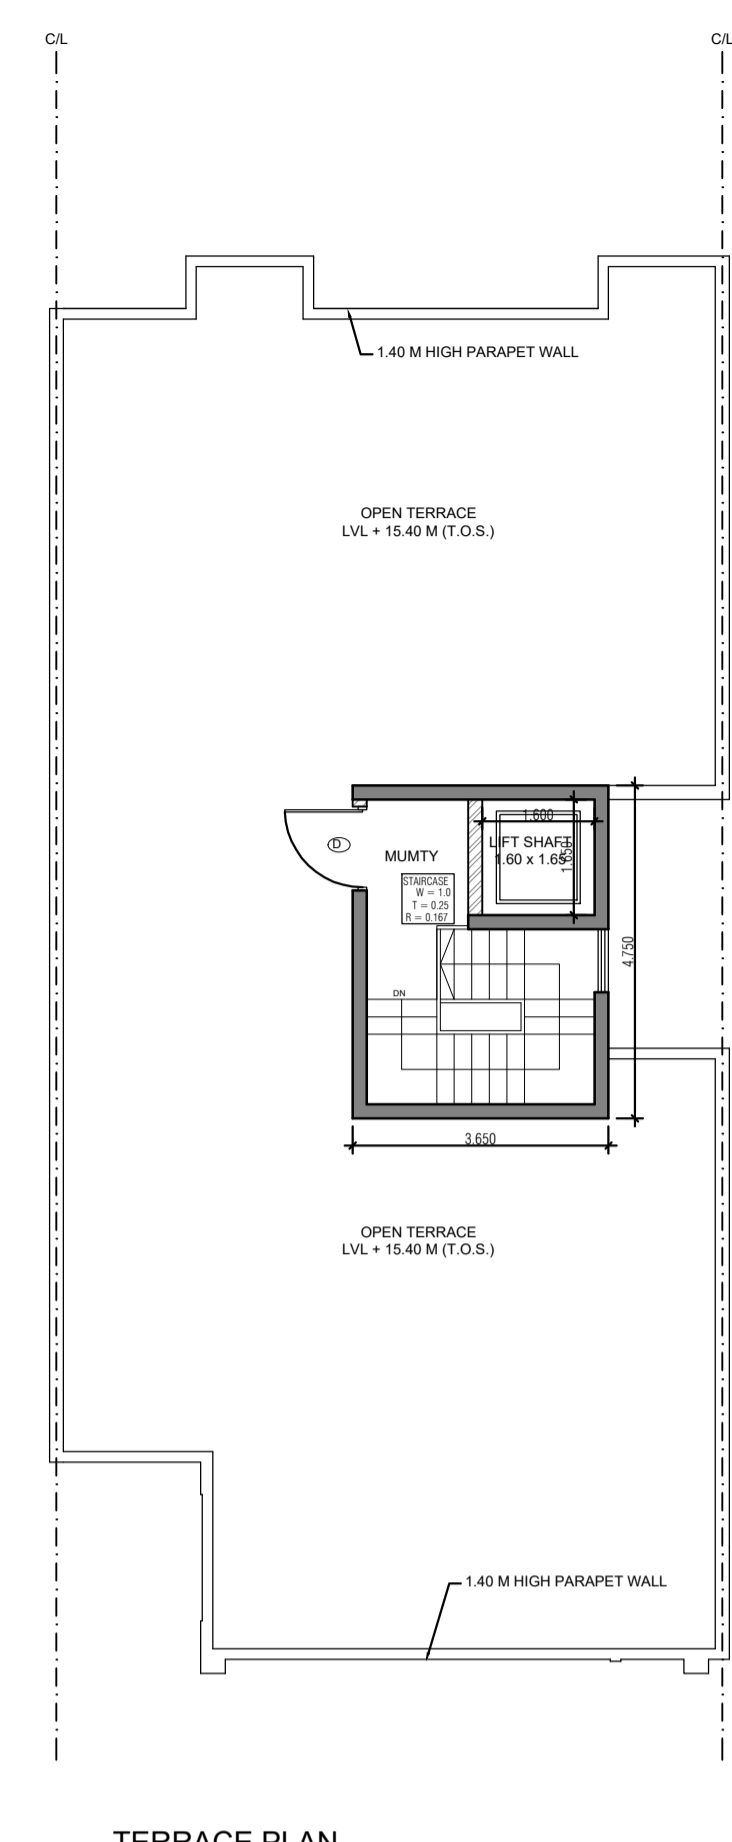 C/L
C/L
1.40 M HIGH PARAPET WALL
OPEN TERRACE
LVL + 15.40 M (T.O.S.)
1.600
LIFT SHAFT
1.60 x 1.65
1.650
D
MUMTY
STAIRCASE
W = 1.0
T = 0.25
R = 0.167
4.750
DN
3.650
OPEN TERRACE
LVL + 15.40 M (T.O.S.)
1.40 M HIGH PARAPET WALL
TERRACE PLAN